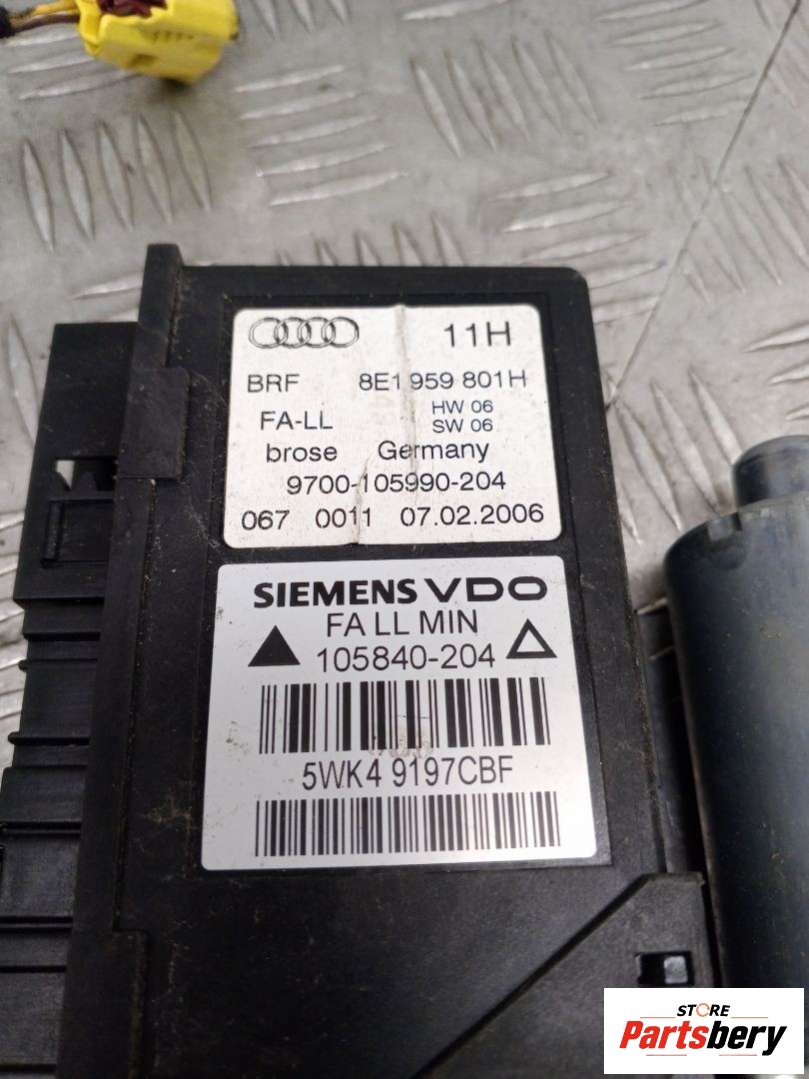 11H
BRF 8E1 959 801H
FA-LL HW 06
SW 06
brose Germany
9700-105990-204
067 0011 07.02.2006
SIEMENS VDO
FA LL MIN
105840-204
5WK4 9197CBF
STORE
Partsbery